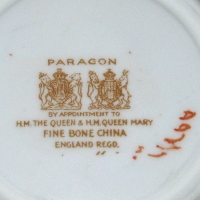 PARAGON
BY APPOINTMENT TO
H.M. THE QUEEN & H.M. QUEEN MARY
FINE BONE CHINA
ENGLAND REGD.